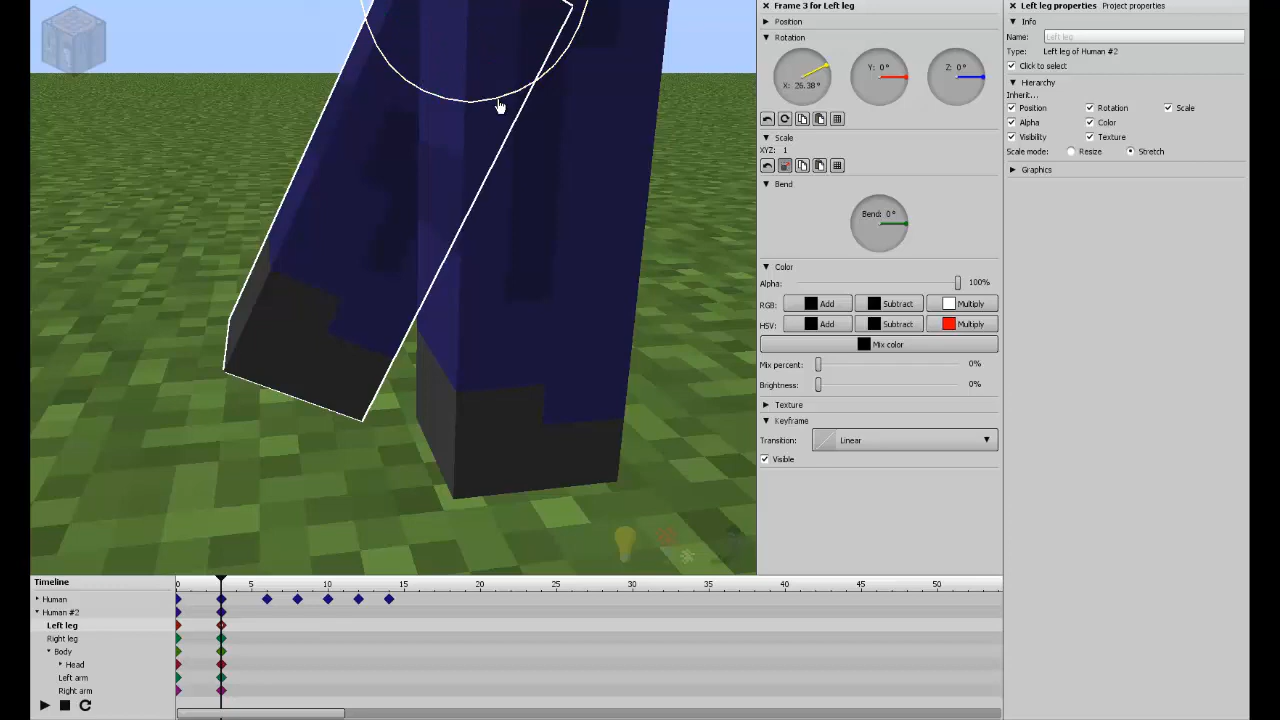 Frame 3 for Left leg
Position
Rotation
X: 26.38°
Y: 0°
Z: 0°
Scale
XYZ: 1
Bend
Bend: 0°
Color
Alpha: 100%
RGB: Add Subtract Multiply
HSV: Add Subtract Multiply
Mix color
Mix percent: 0%
Brightness: 0%
Texture
Keyframe
Transition: Linear
Visible
Left leg properties Project properties
Info
Name: Left leg
Type: Left leg of Human #2
Click to select
Hierarchy
Inherit...
Position Rotation Scale
Alpha Color
Visibility Texture
Scale mode: Resize Stretch
Graphics
Timeline
0 5 10 15 20 25 30 35 40 45 50
Human
Human #2
Left leg
Right leg
Body
Head
Left arm
Right arm